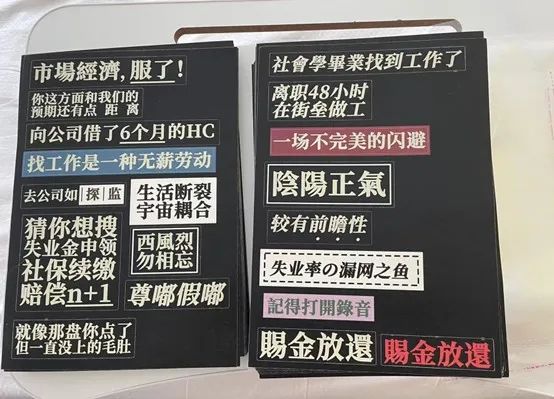 市場經濟,服了!
你这方面和我们的
预期还有点 距 离
向公司借了6个月的HC
找工作是一种无薪劳动
去公司如|探|监
生活断裂
宇宙耦合
猜你想搜
失业金申领
社保续缴
赔偿n+1
西風烈
勿相忘
尊嘟假嘟
就像那盘你点了
但一直没上的毛肚
社會學畢業找到工作了
离职48小时
在街垒做工
一场不完美的闪避
陰陽正氣
较有前瞻性
失业率の漏网之鱼
記得打開錄音
賜金放還
賜金放還